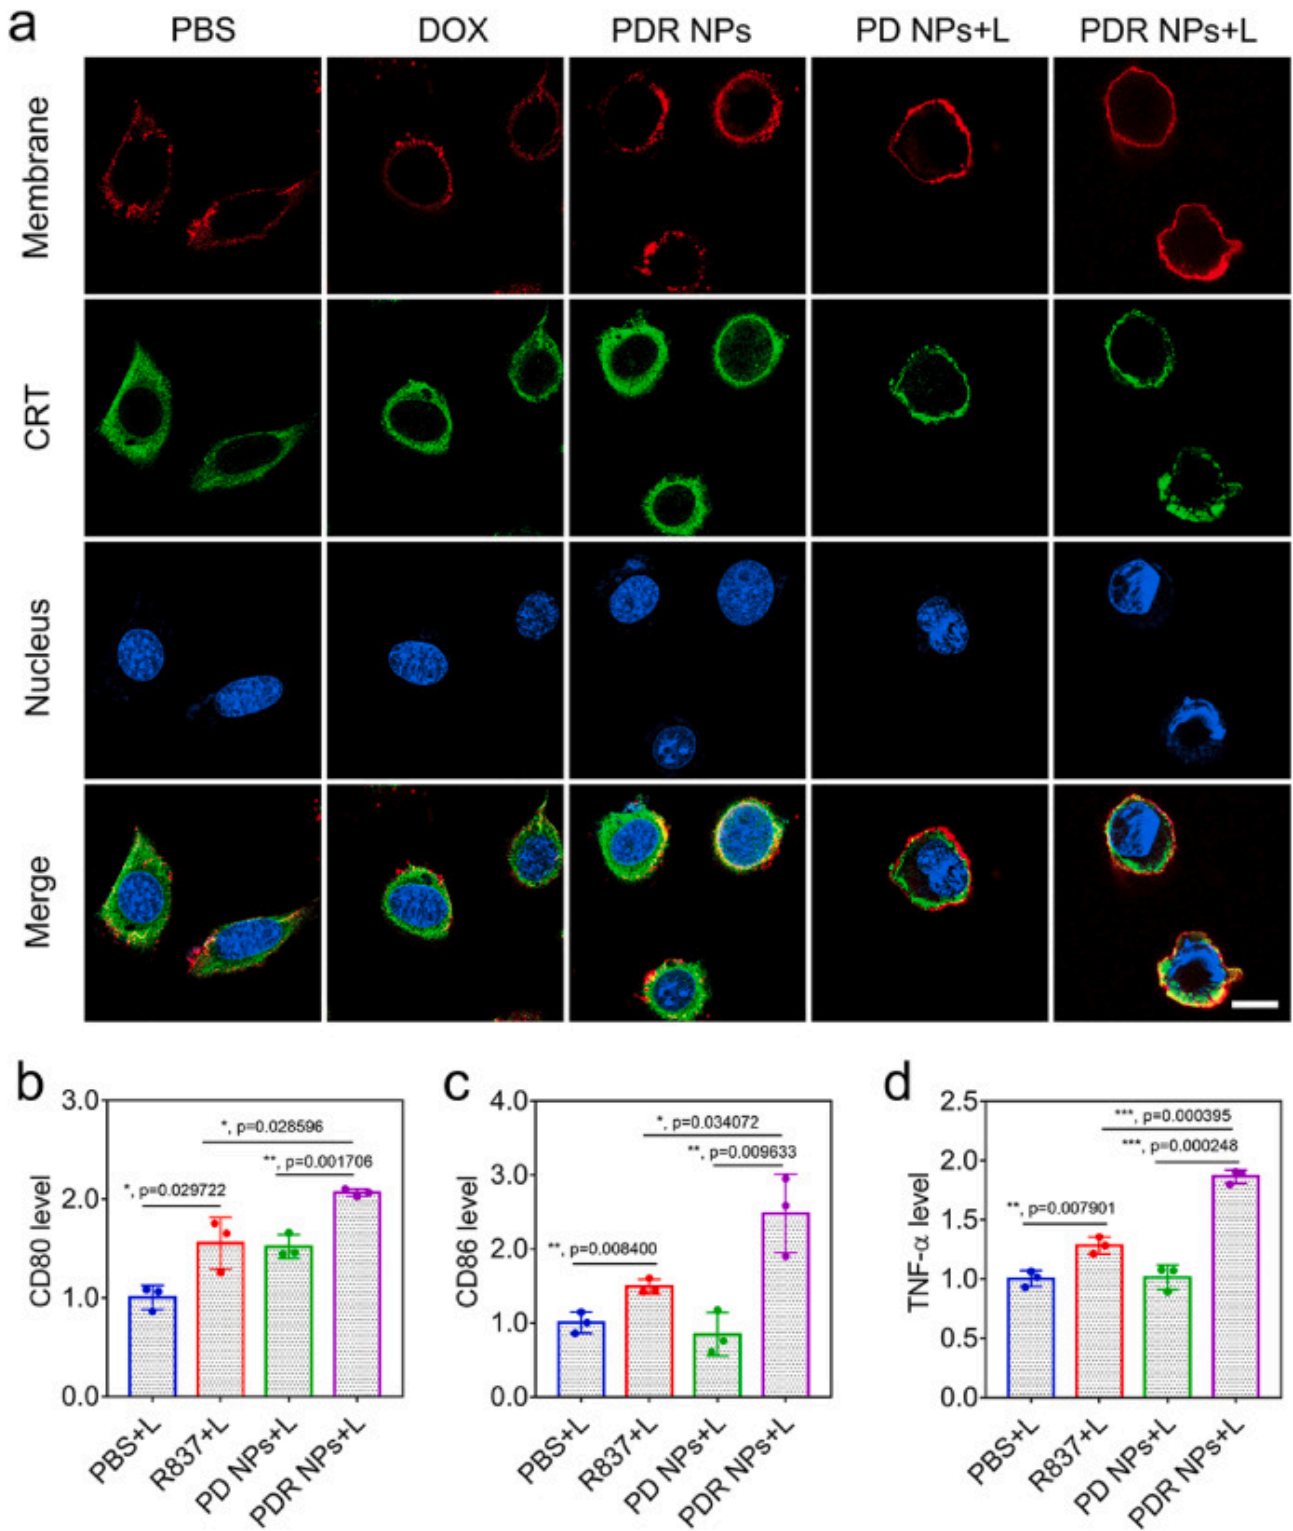 a
PBS DOX PDR NPs PD NPs+L PDR NPs+L
Membrane
CRT
Nucleus
Merge
b
CD80 level
3.0
2.0
1.0
0.0
*, p=0.028596
**, p=0.001706
*, p=0.029722
PBS+L
R837+L
PD NPs+L
PDR NPs+L
c
CD86 level
4.0
3.0
2.0
1.0
0.0
*, p=0.034072
**, p=0.009633
**, p=0.008400
PBS+L
R837+L
PD NPs+L
PDR NPs+L
d
TNF-α level
2.5
2.0
1.5
1.0
0.5
0.0
***, p=0.000395
***, p=0.000248
**, p=0.007901
PBS+L
R837+L
PD NPs+L
PDR NPs+L